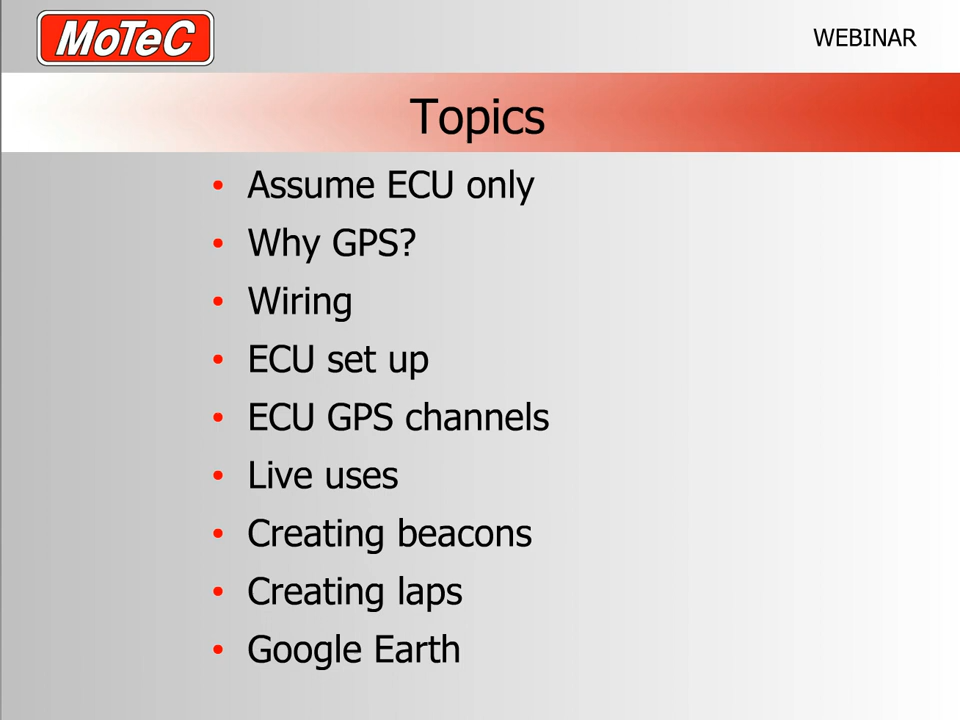 MoTeC
WEBINAR
Topics
• Assume ECU only
• Why GPS?
• Wiring
• ECU set up
• ECU GPS channels
• Live uses
• Creating beacons
• Creating laps
• Google Earth